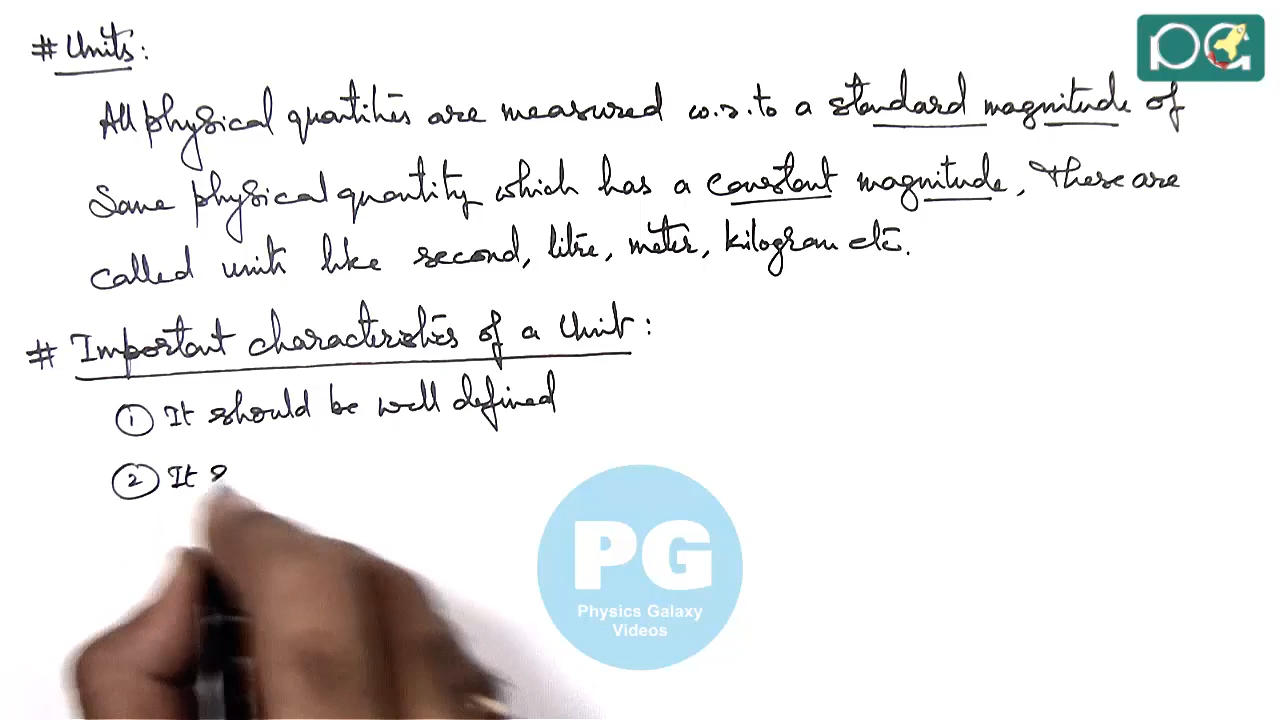 # Units:
All physical quantities are measured w.r.to a standard magnitude of
Same physical quantity which has a constant magnitude, these are
called units like second, litre, meter, kilogram etc.
# Important characteristics of a Unit:
① It should be well defined
② It s
PG
Physics Galaxy
Videos